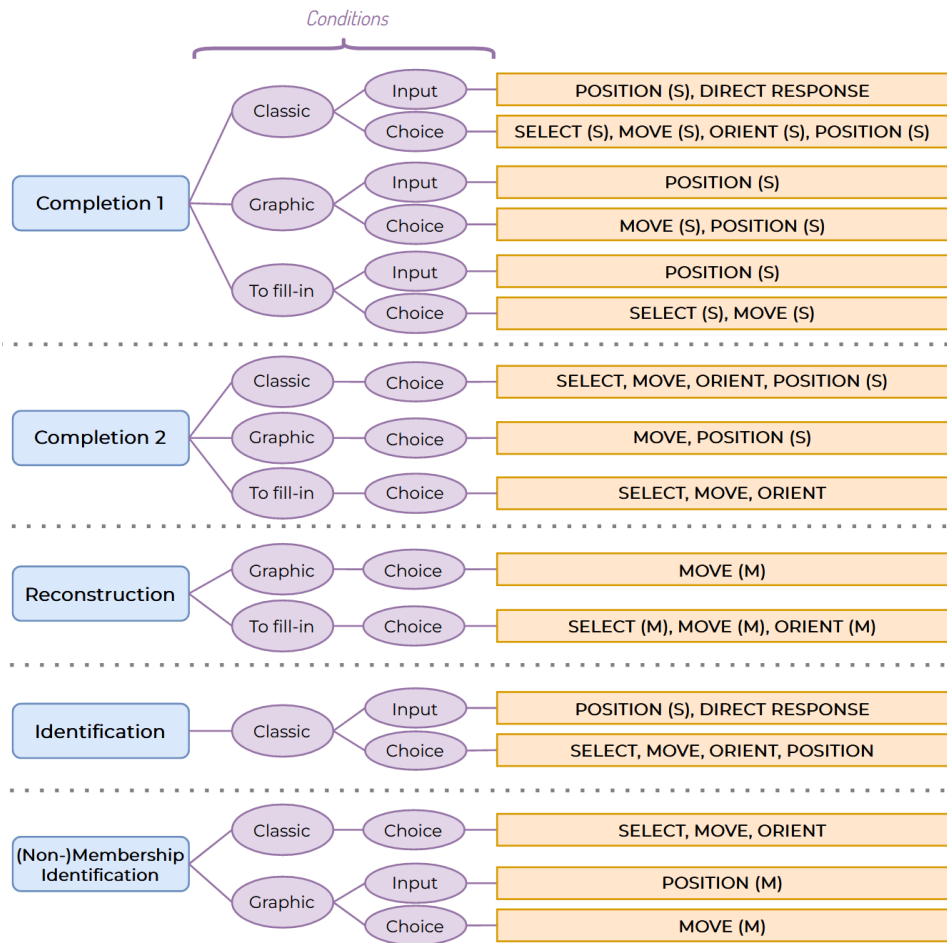 Conditions
Completion 1
Classic
Input
POSITION (S), DIRECT RESPONSE
Choice
SELECT (S), MOVE (S), ORIENT (S), POSITION (S)
Graphic
Input
POSITION (S)
Choice
MOVE (S), POSITION (S)
To fill-in
Input
POSITION (S)
Choice
SELECT (S), MOVE (S)
Completion 2
Classic
Choice
SELECT, MOVE, ORIENT, POSITION (S)
Graphic
Choice
MOVE, POSITION (S)
To fill-in
Choice
SELECT, MOVE, ORIENT
Reconstruction
Graphic
Choice
MOVE (M)
To fill-in
Choice
SELECT (M), MOVE (M), ORIENT (M)
Identification
Classic
Input
POSITION (S), DIRECT RESPONSE
Choice
SELECT, MOVE, ORIENT, POSITION
(Non-)Membership
Identification
Classic
Choice
SELECT, MOVE, ORIENT
Graphic
Input
POSITION (M)
Choice
MOVE (M)